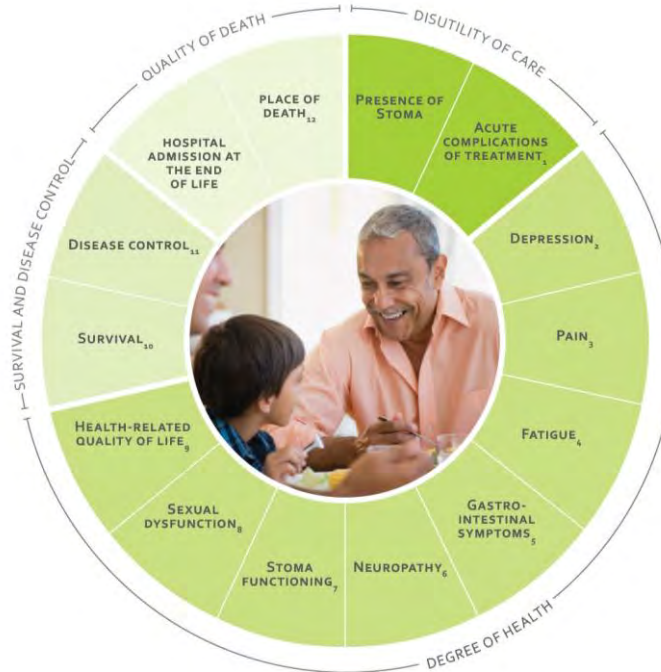 QUALITY OF DEATH
DISUTILITY OF CARE
PRESENCE OF
STOMA
ACUTE
COMPLICATIONS
OF TREATMENT₁
DEPRESSION₂
PAIN₃
FATIGUE₄
GASTRO-
INTESTINAL
SYMPTOMS₅
NEUROPATHY₆
STOMA
FUNCTIONING₇
SEXUAL
DYSFUNCTION₈
HEALTH-RELATED
QUALITY OF LIFE₉
SURVIVAL₁₀
DISEASE CONTROL₁₁
HOSPITAL
ADMISSION AT
THE END
OF LIFE
PLACE OF
DEATH₁₂
SURVIVAL AND DISEASE CONTROL
DEGREE OF HEALTH